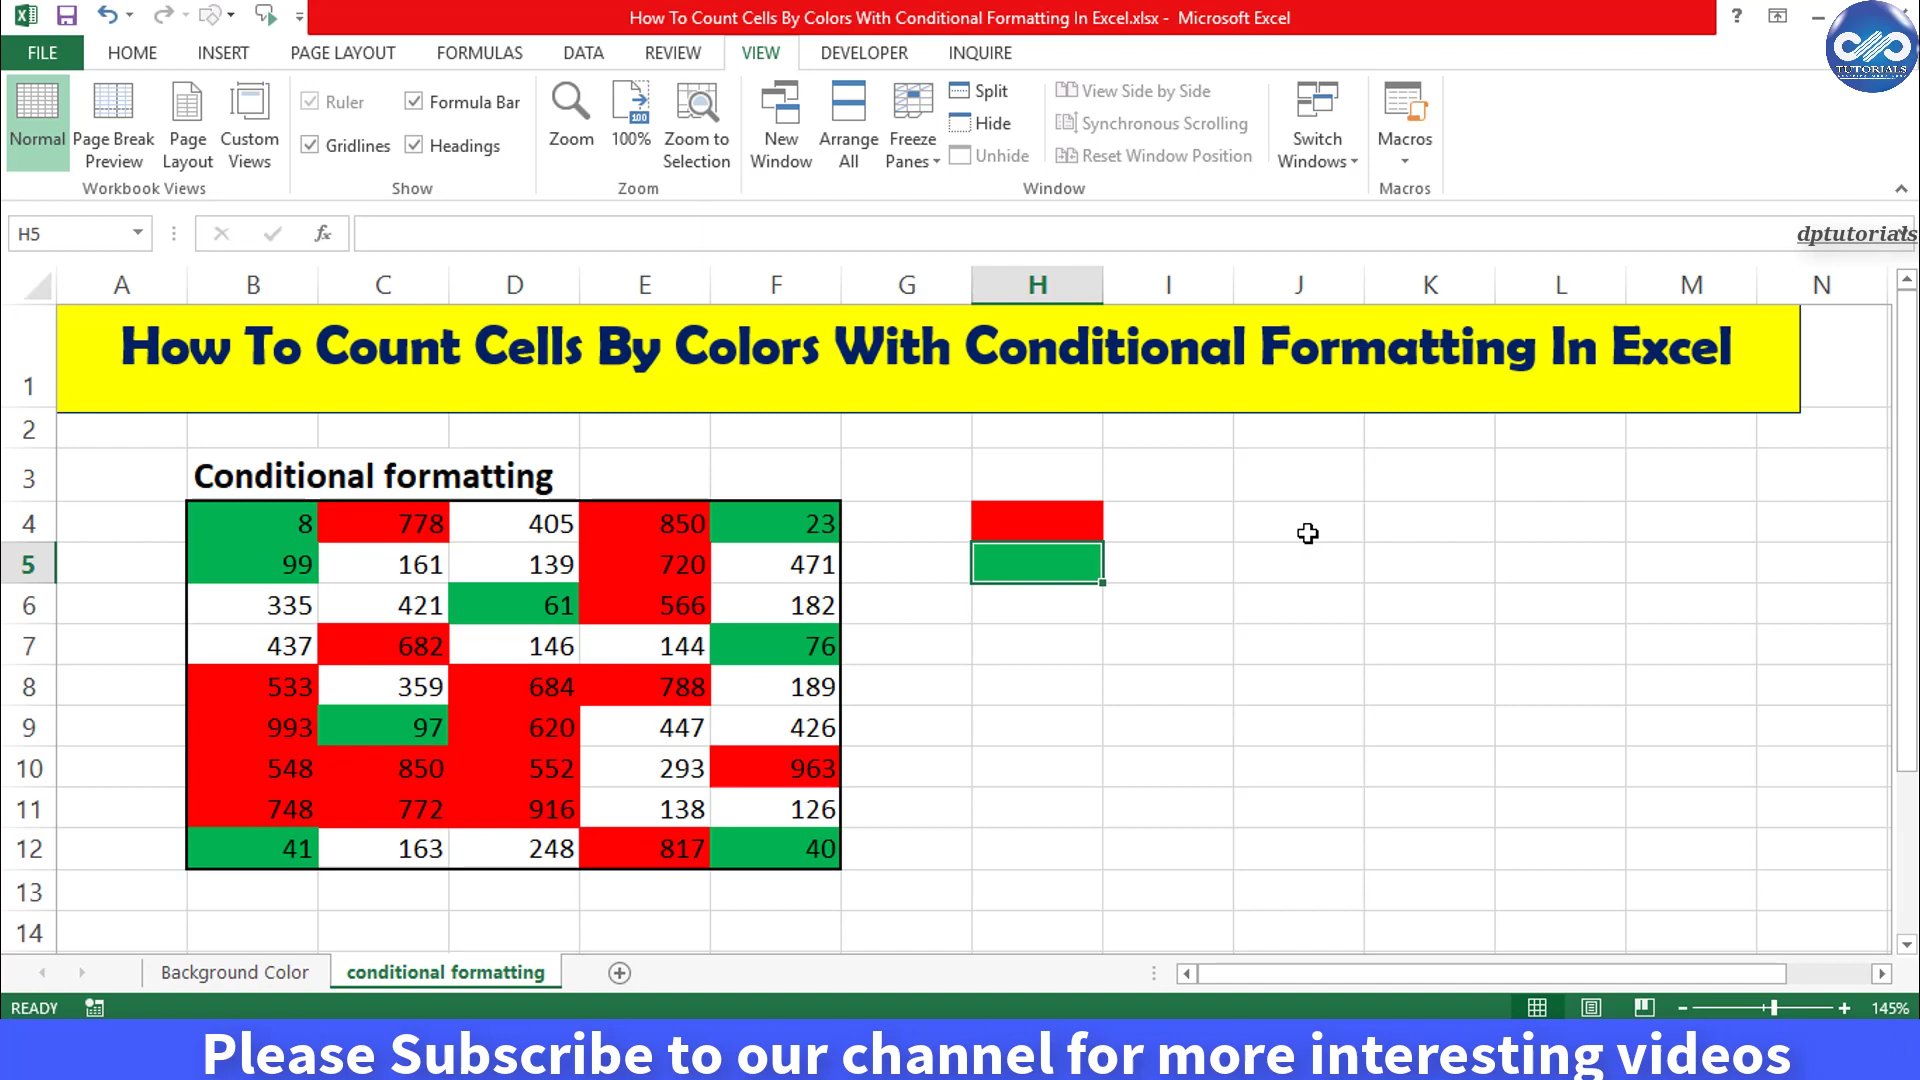 How To Count Cells By Colors With Conditional Formatting In Excel.xlsx - Microsoft Excel
?
FILE HOME INSERT PAGE LAYOUT FORMULAS DATA REVIEW VIEW DEVELOPER INQUIRE
TUTORIALS
Normal
Page Break Preview
Page Layout
Custom Views
Workbook Views
Ruler
Formula Bar
Gridlines
Headings
Show
Zoom
100
100%
Zoom to Selection
Zoom
New Window
Arrange All
Freeze Panes
Split
Hide
Unhide
View Side by Side
Synchronous Scrolling
Reset Window Position
Window
Switch Windows
Macros
Macros
H5
fx
dptutorials
A B C D E F G H I J K L M N
1 How To Count Cells By Colors With Conditional Formatting In Excel
2
3 Conditional formatting
4 8 778 405 850 23
5 99 161 139 720 471
6 335 421 61 566 182
7 437 682 146 144 76
8 533 359 684 788 189
9 993 97 620 447 426
10 548 850 552 293 963
11 748 772 916 138 126
12 41 163 248 817 40
13
14
Background Color conditional formatting
READY
145%
Please Subscribe to our channel for more interesting videos